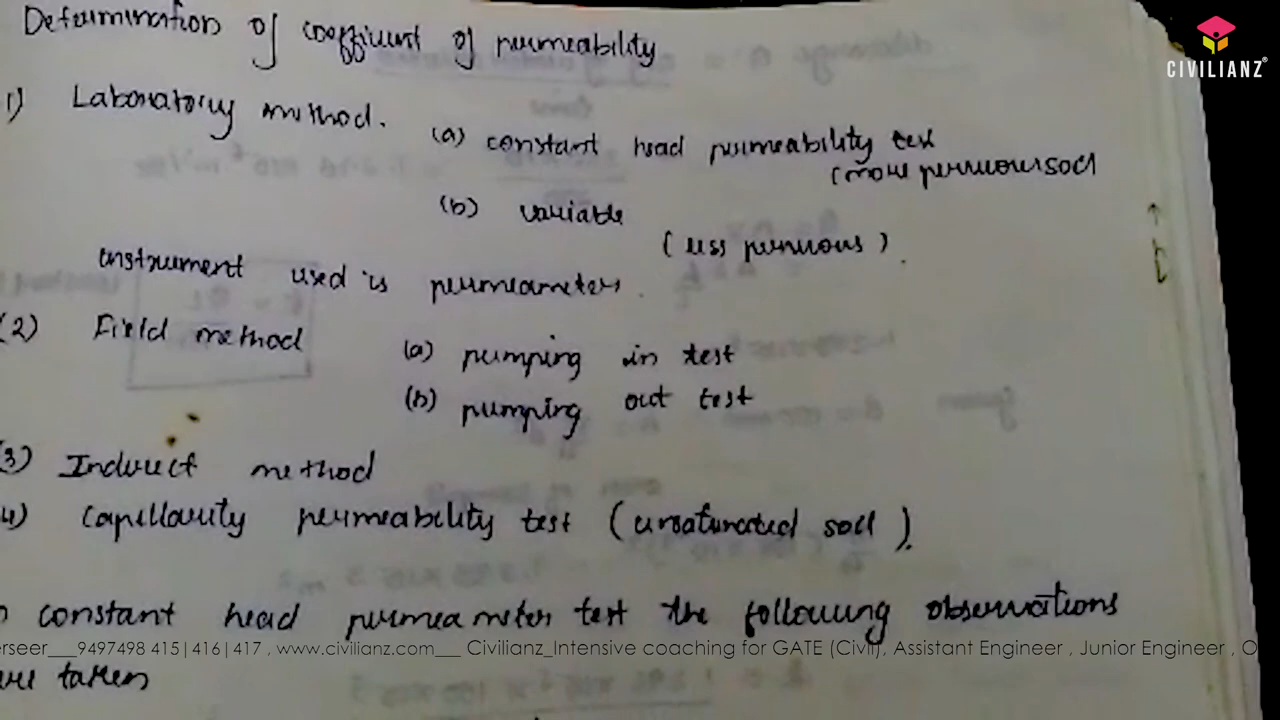 Determination of coefficient of permeability
1) Laboratory method.
(a) constant head permeability test
(more pervious soil
(b) variable
(less pervious).
instrument used is permeameters.
(2) Field method
(a) pumping in test
(b) pumping out test
(3) Indirect method
4) capillarity permeability test (unsaturated soil).
constant head permeameter test the following observations
taken
CIVILIANZ®
erseer___9497498 415|416|417 , www.civilianz.com___ Civilianz_Intensive coaching for GATE (Civil), Assistant Engineer , Junior Engineer , O